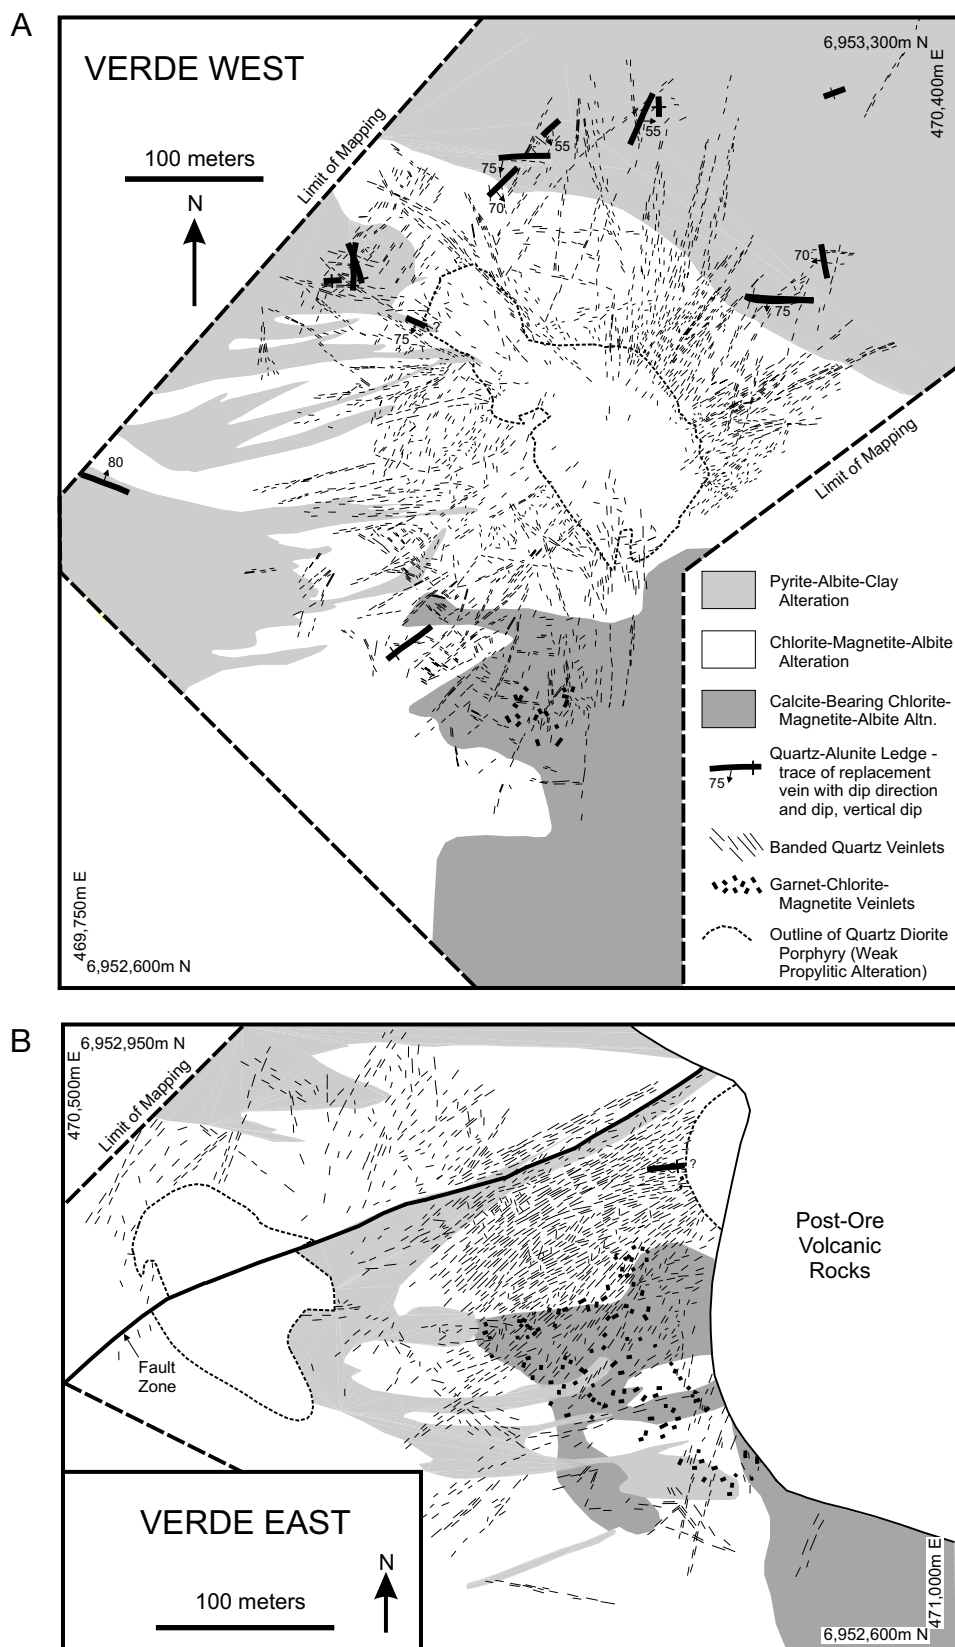 A
VERDE WEST
100 meters
N
Limit of Mapping
6,953,300m N
470,400m E
55
55
75
70
70
75
75
80
Limit of Mapping
Pyrite-Albite-Clay
Alteration
Chlorite-Magnetite-Albite
Alteration
Calcite-Bearing Chlorite-
Magnetite-Albite Altn.
Quartz-Alunite Ledge -
trace of replacement
vein with dip direction
and dip, vertical dip
75
Banded Quartz Veinlets
Garnet-Chlorite-
Magnetite Veinlets
Outline of Quartz Diorite
Porphyry (Weak
Propylitic Alteration)
469,750m E
6,952,600m N
B
6,952,950m N
470,500m E
Limit of Mapping
?
Post-Ore
Volcanic
Rocks
Fault
Zone
VERDE EAST
100 meters
N
471,000m E
6,952,600m N